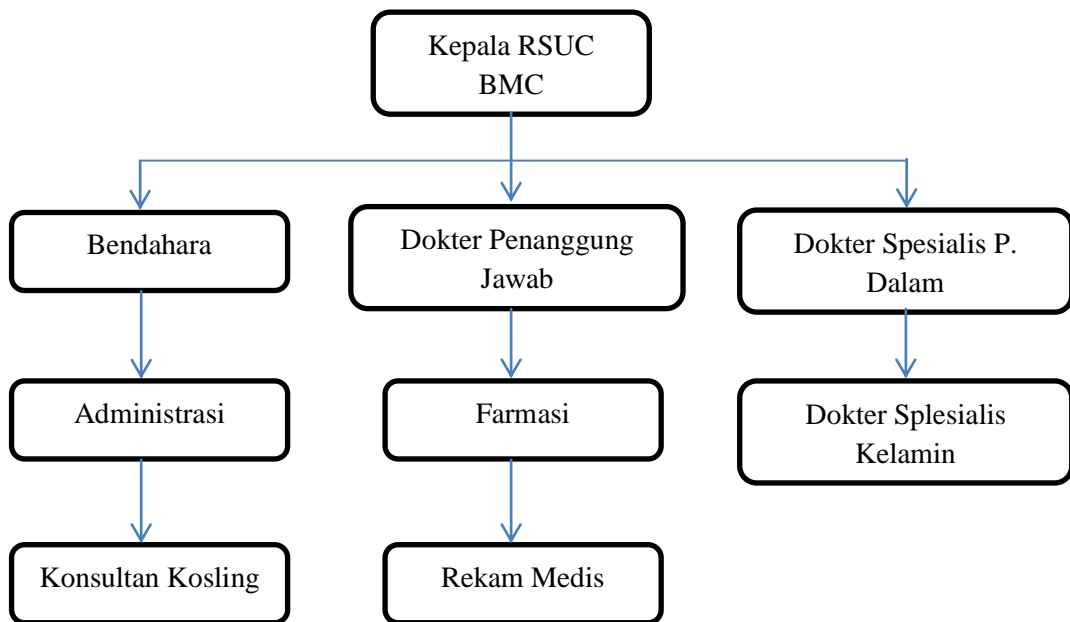 Kepala RSUC
BMC
Bendahara
Dokter Penanggung
Jawab
Dokter Spesialis P.
Dalam
Administrasi
Farmasi
Dokter Splesialis
Kelamin
Konsultan Kosling
Rekam Medis